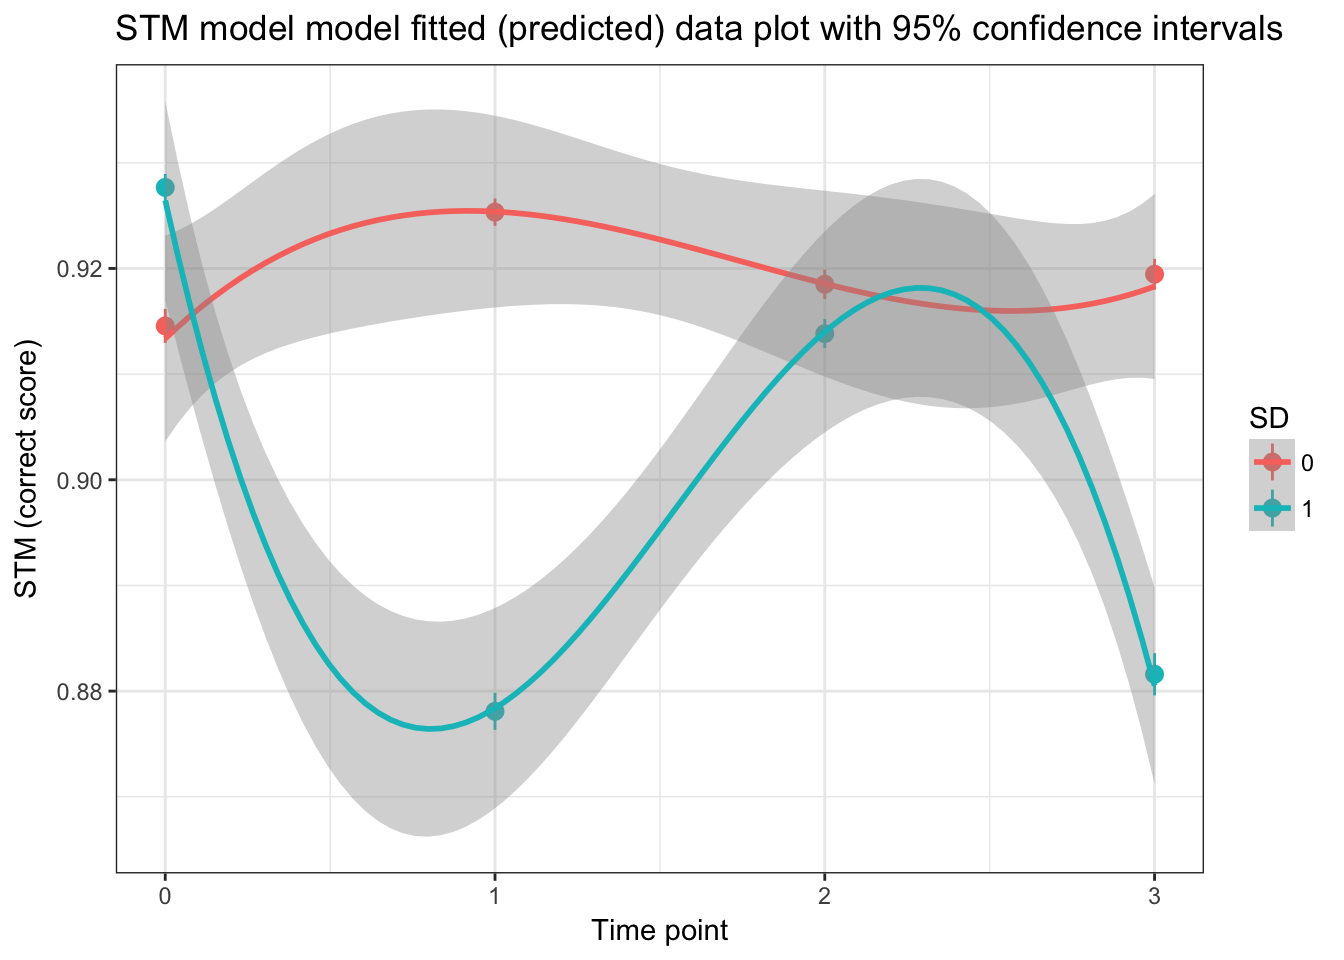 STM model model fitted (predicted) data plot with 95% confidence intervals
STM (correct score)
0.92
0.90
0.88
0
1
2
3
Time point
SD
0
1